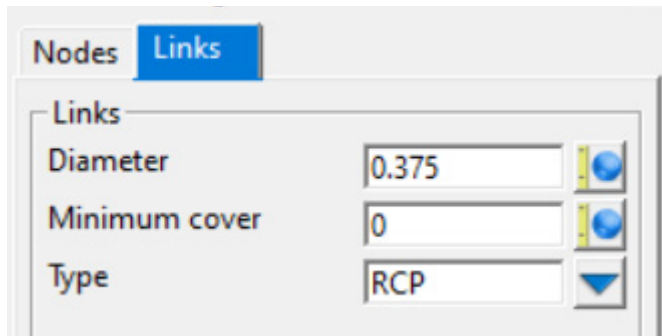 Nodes Links
Links
Diameter 0.375
Minimum cover 0
Type RCP